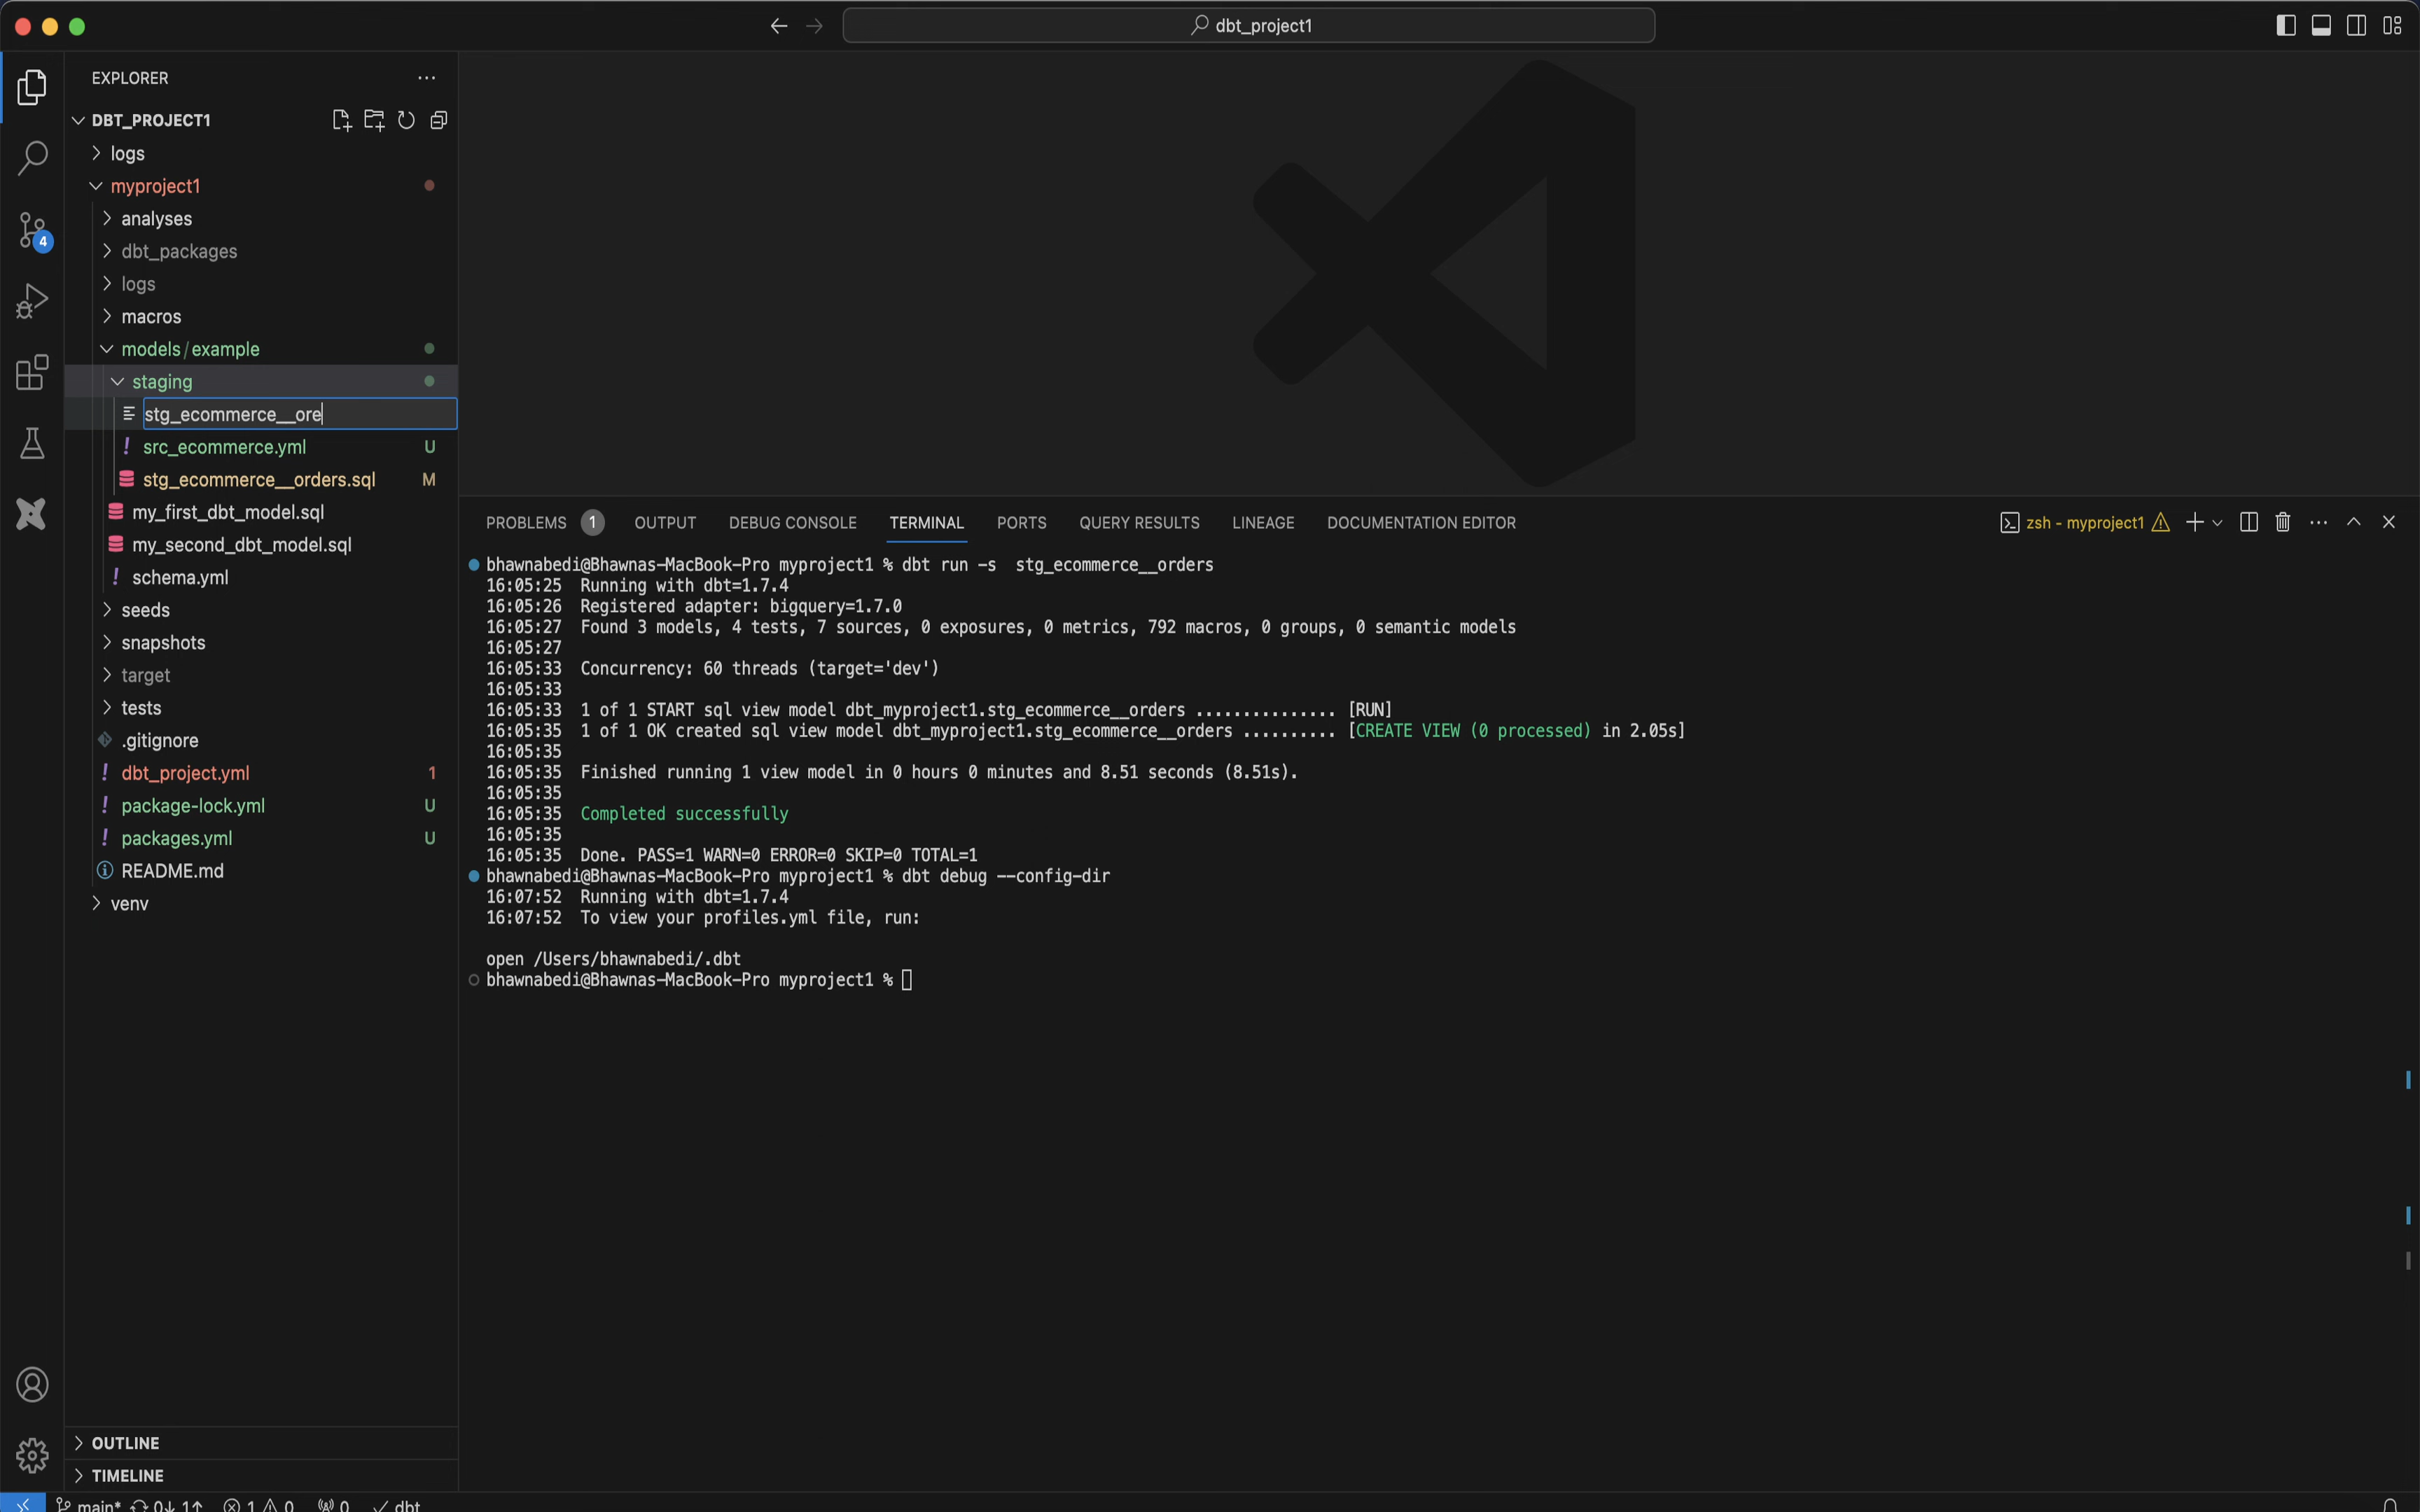 dbt_project1
EXPLORER
DBT_PROJECT1
logs
myproject1
analyses
dbt_packages
logs
macros
models/example
staging
stg_ecommerce__ore
src_ecommerce.yml U
stg_ecommerce__orders.sql M
my_first_dbt_model.sql
my_second_dbt_model.sql
schema.yml
seeds
snapshots
target
tests
.gitignore
dbt_project.yml 1
package-lock.yml U
packages.yml U
README.md
venv
OUTLINE
TIMELINE
4
PROBLEMS 1 OUTPUT DEBUG CONSOLE TERMINAL PORTS QUERY RESULTS LINEAGE DOCUMENTATION EDITOR
zsh - myproject1
bhawnabedi@Bhawnas-MacBook-Pro myproject1 % dbt run -s  stg_ecommerce__orders
16:05:25  Running with dbt=1.7.4
16:05:26  Registered adapter: bigquery=1.7.0
16:05:27  Found 3 models, 4 tests, 7 sources, 0 exposures, 0 metrics, 792 macros, 0 groups, 0 semantic models
16:05:27
16:05:33  Concurrency: 60 threads (target='dev')
16:05:33
16:05:33  1 of 1 START sql view model dbt_myproject1.stg_ecommerce__orders ............... [RUN]
16:05:35  1 of 1 OK created sql view model dbt_myproject1.stg_ecommerce__orders .......... [CREATE VIEW (0 processed) in 2.05s]
16:05:35
16:05:35  Finished running 1 view model in 0 hours 0 minutes and 8.51 seconds (8.51s).
16:05:35
16:05:35  Completed successfully
16:05:35
16:05:35  Done. PASS=1 WARN=0 ERROR=0 SKIP=0 TOTAL=1
bhawnabedi@Bhawnas-MacBook-Pro myproject1 % dbt debug --config-dir
16:07:52  Running with dbt=1.7.4
16:07:52  To view your profiles.yml file, run:
open /Users/bhawnabedi/.dbt
bhawnabedi@Bhawnas-MacBook-Pro myproject1 %
main* 0↓ 1↑ 1 0 0 dbt